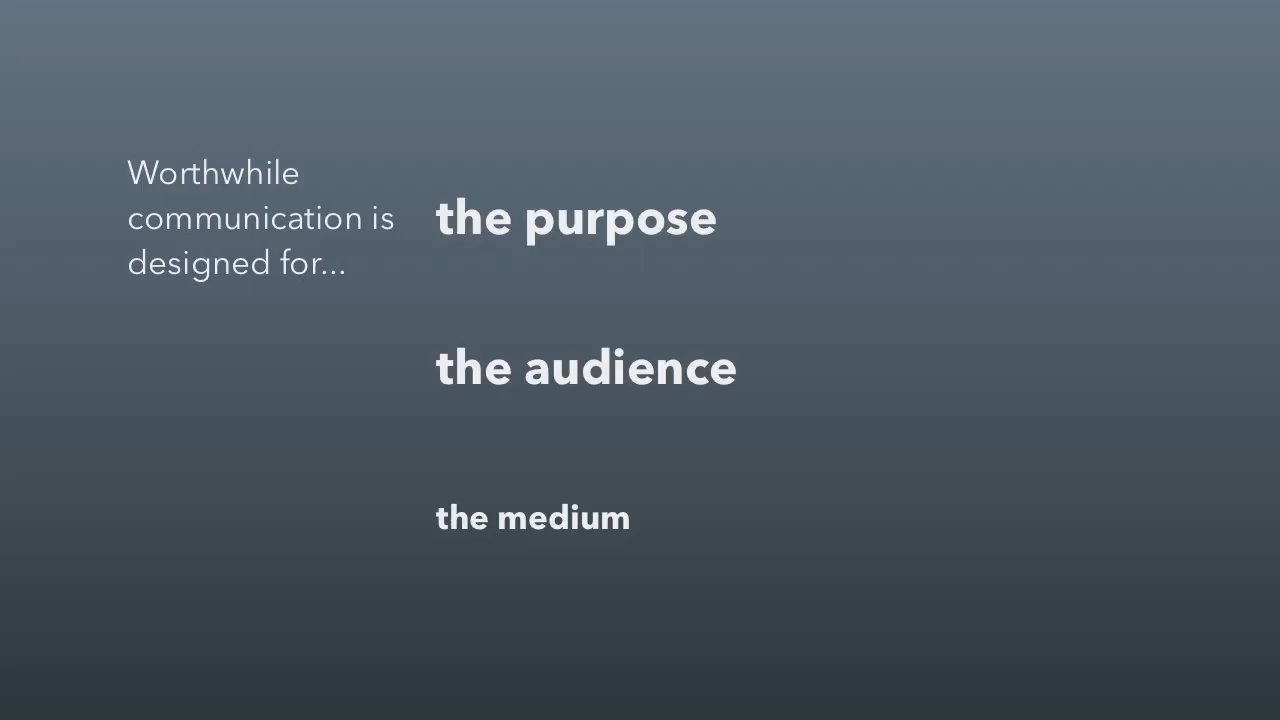 Worthwhile
communication is
designed for...
the purpose
the audience
the medium